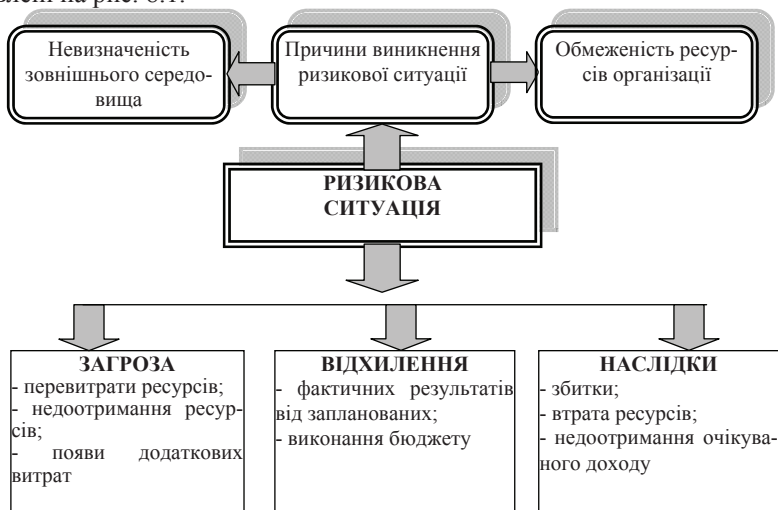 влені на рис. 6.1.
Невизначеність
зовнішнього середо-
вища
Причини виникнення
ризикової ситуації
Обмеженість ресур-
сів організації
РИЗИКОВА
СИТУАЦІЯ
ЗАГРОЗА
- перевитрати ресурсів;
- недоотримання ресур-
сів;
- появи додаткових
витрат
ВІДХИЛЕННЯ
- фактичних результатів
від запланованих;
- виконання бюджету
НАСЛІДКИ
- збитки;
- втрата ресурсів;
- недоотримання очікува-
ного доходу